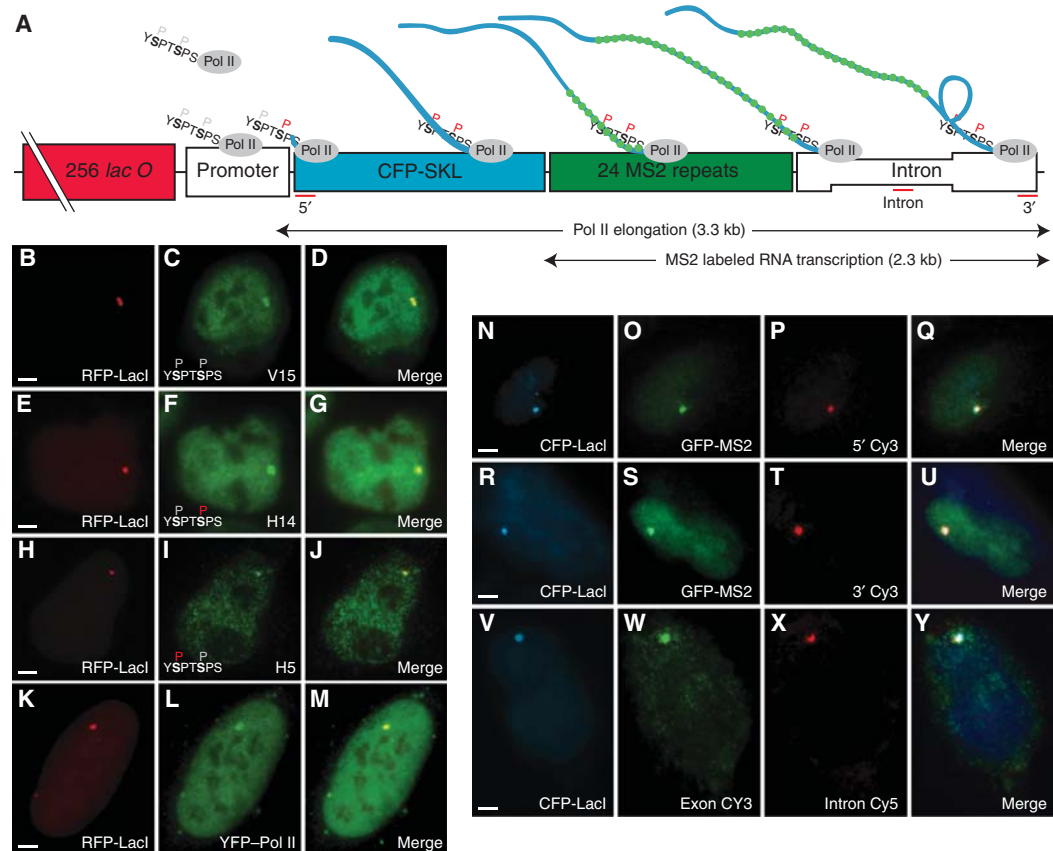 A
P P
YSPTSPS Pol II
P P
YSPTSPS Pol II
P P
YSPTSPS Pol II
P P
YSPTSPS Pol II
P P
YSPTSPS Pol II
P P
YSPTSPS Pol II
Pol II
256 lac O
Promoter
CFP-SKL
24 MS2 repeats
Intron
5′
Intron
3′
Pol II elongation (3.3 kb)
MS2 labeled RNA transcription (2.3 kb)
B C D
RFP-LacI
P P
YSPTSPS V15
Merge
E F G
RFP-LacI
P P
YSPTSPS H14
Merge
H I J
RFP-LacI
P P
YSPTSPS H5
Merge
K L M
RFP-LacI YFP–Pol II Merge
N O P Q
CFP-LacI GFP-MS2 5′ Cy3 Merge
R S T U
CFP-LacI GFP-MS2 3′ Cy3 Merge
V W X Y
CFP-LacI Exon CY3 Intron Cy5 Merge